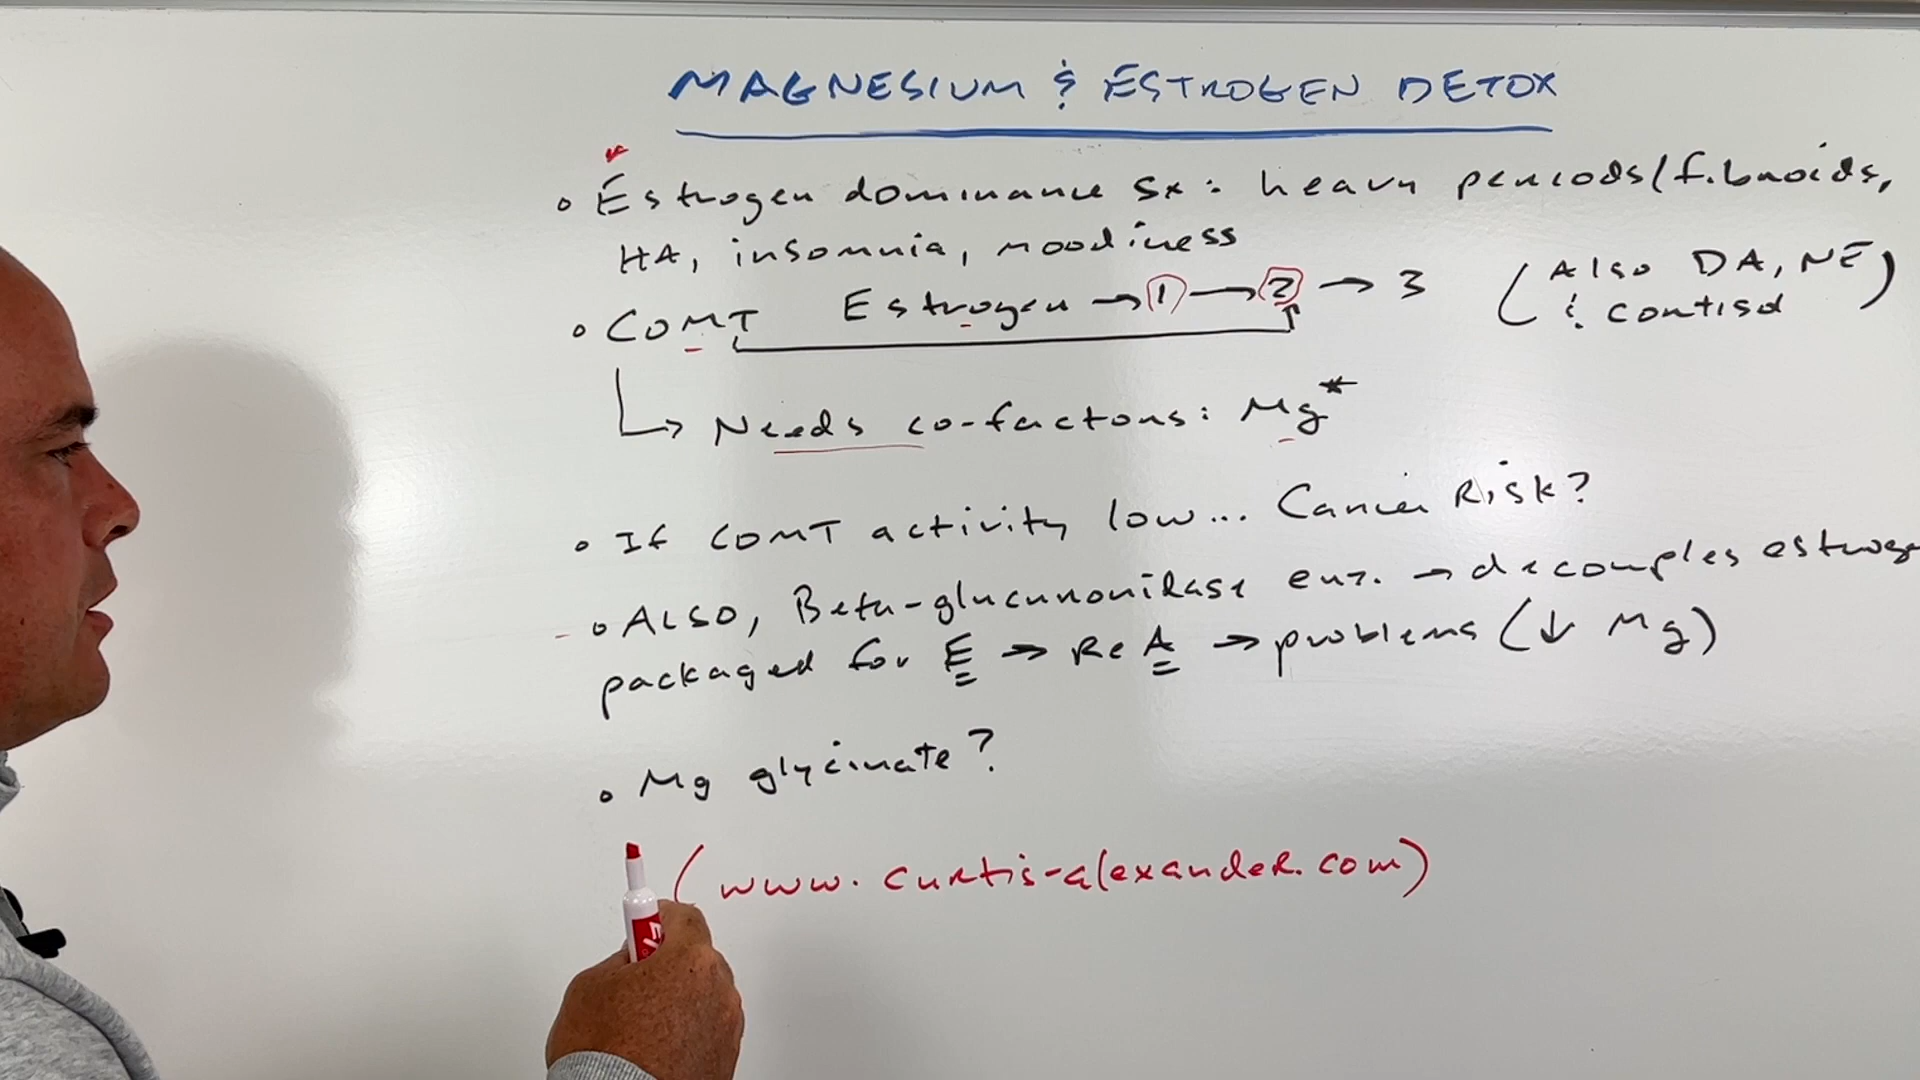 MAGNESIUM & ESTROGEN DETOX
Estrogen dominance sx: heavy periods/fibroids,
HA, insomnia, moodiness
COMT Estrogen → 1 → 2 → 3 (Also DA, NE
& cortisol)
Needs co-factors: Mg*
If COMT activity low... Cancer Risk?
ALSO, Beta-glucuronidase enz. → decouples estroge
packaged for E → Re A → problems (↓ Mg)
Mg glycinate?
(www.curtis-alexander.com)